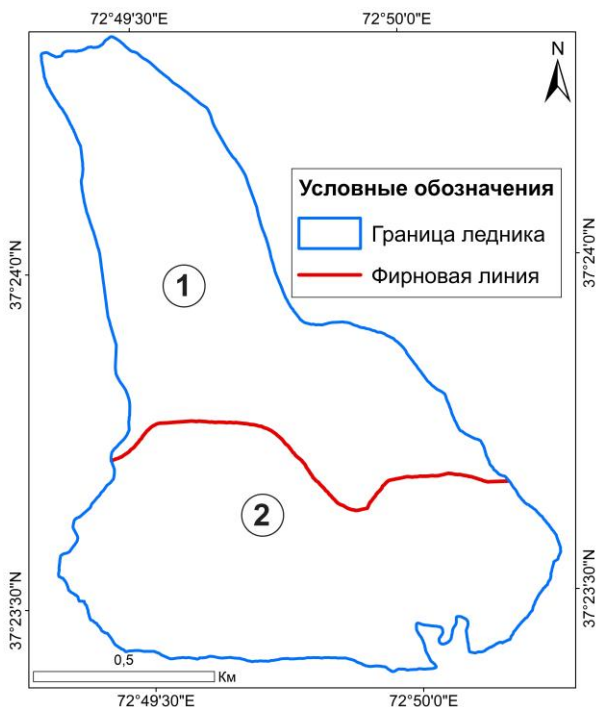 72°49'30"E 72°50'0"E
N
Условные обозначения
Граница ледника
Фирновая линия
37°24'0"N
37°24'0"N
1
2
37°23'30"N
37°23'30"N
0,5
Км
72°49'30"E 72°50'0"E